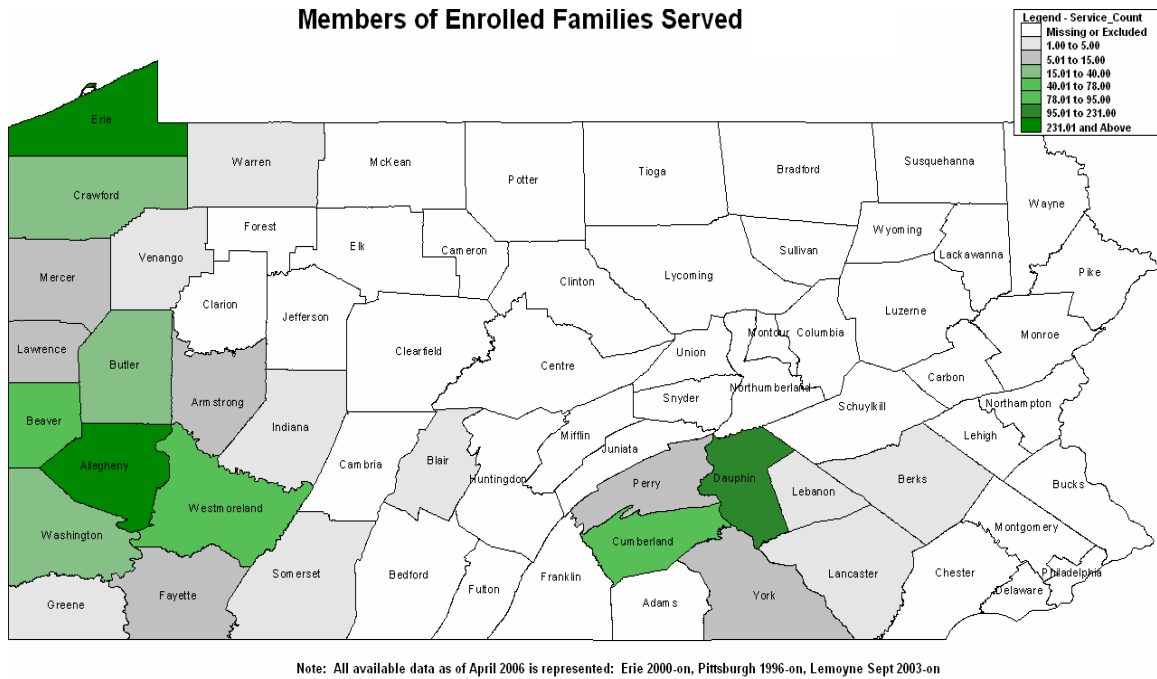 Members of Enrolled Families Served
Legend - Service_Count
Missing or Excluded
1.00 to 5.00
5.01 to 15.00
15.01 to 40.00
40.01 to 78.00
78.01 to 95.00
95.01 to 231.00
231.01 and Above
Erie
Warren
McKean
Potter
Tioga
Bradford
Susquehanna
Wayne
Crawford
Forest
Elk
Cameron
Clinton
Lycoming
Sullivan
Wyoming
Lackawanna
Pike
Mercer
Venango
Clarion
Jefferson
Clearfield
Centre
Union
Montour
Columbia
Luzerne
Monroe
Lawrence
Butler
Armstrong
Indiana
Snyder
Northumberland
Schuylkill
Carbon
Northampton
Beaver
Allegheny
Westmoreland
Cambria
Blair
Huntingdon
Mifflin
Juniata
Perry
Dauphin
Lebanon
Berks
Lehigh
Bucks
Washington
Cumberland
Montgomery
Greene
Fayette
Somerset
Bedford
Fulton
Franklin
Adams
York
Lancaster
Chester
Delaware
Philadelphia
Note: All available data as of April 2006 is represented: Erie 2000-on, Pittsburgh 1996-on, Lemoyne Sept 2003-on